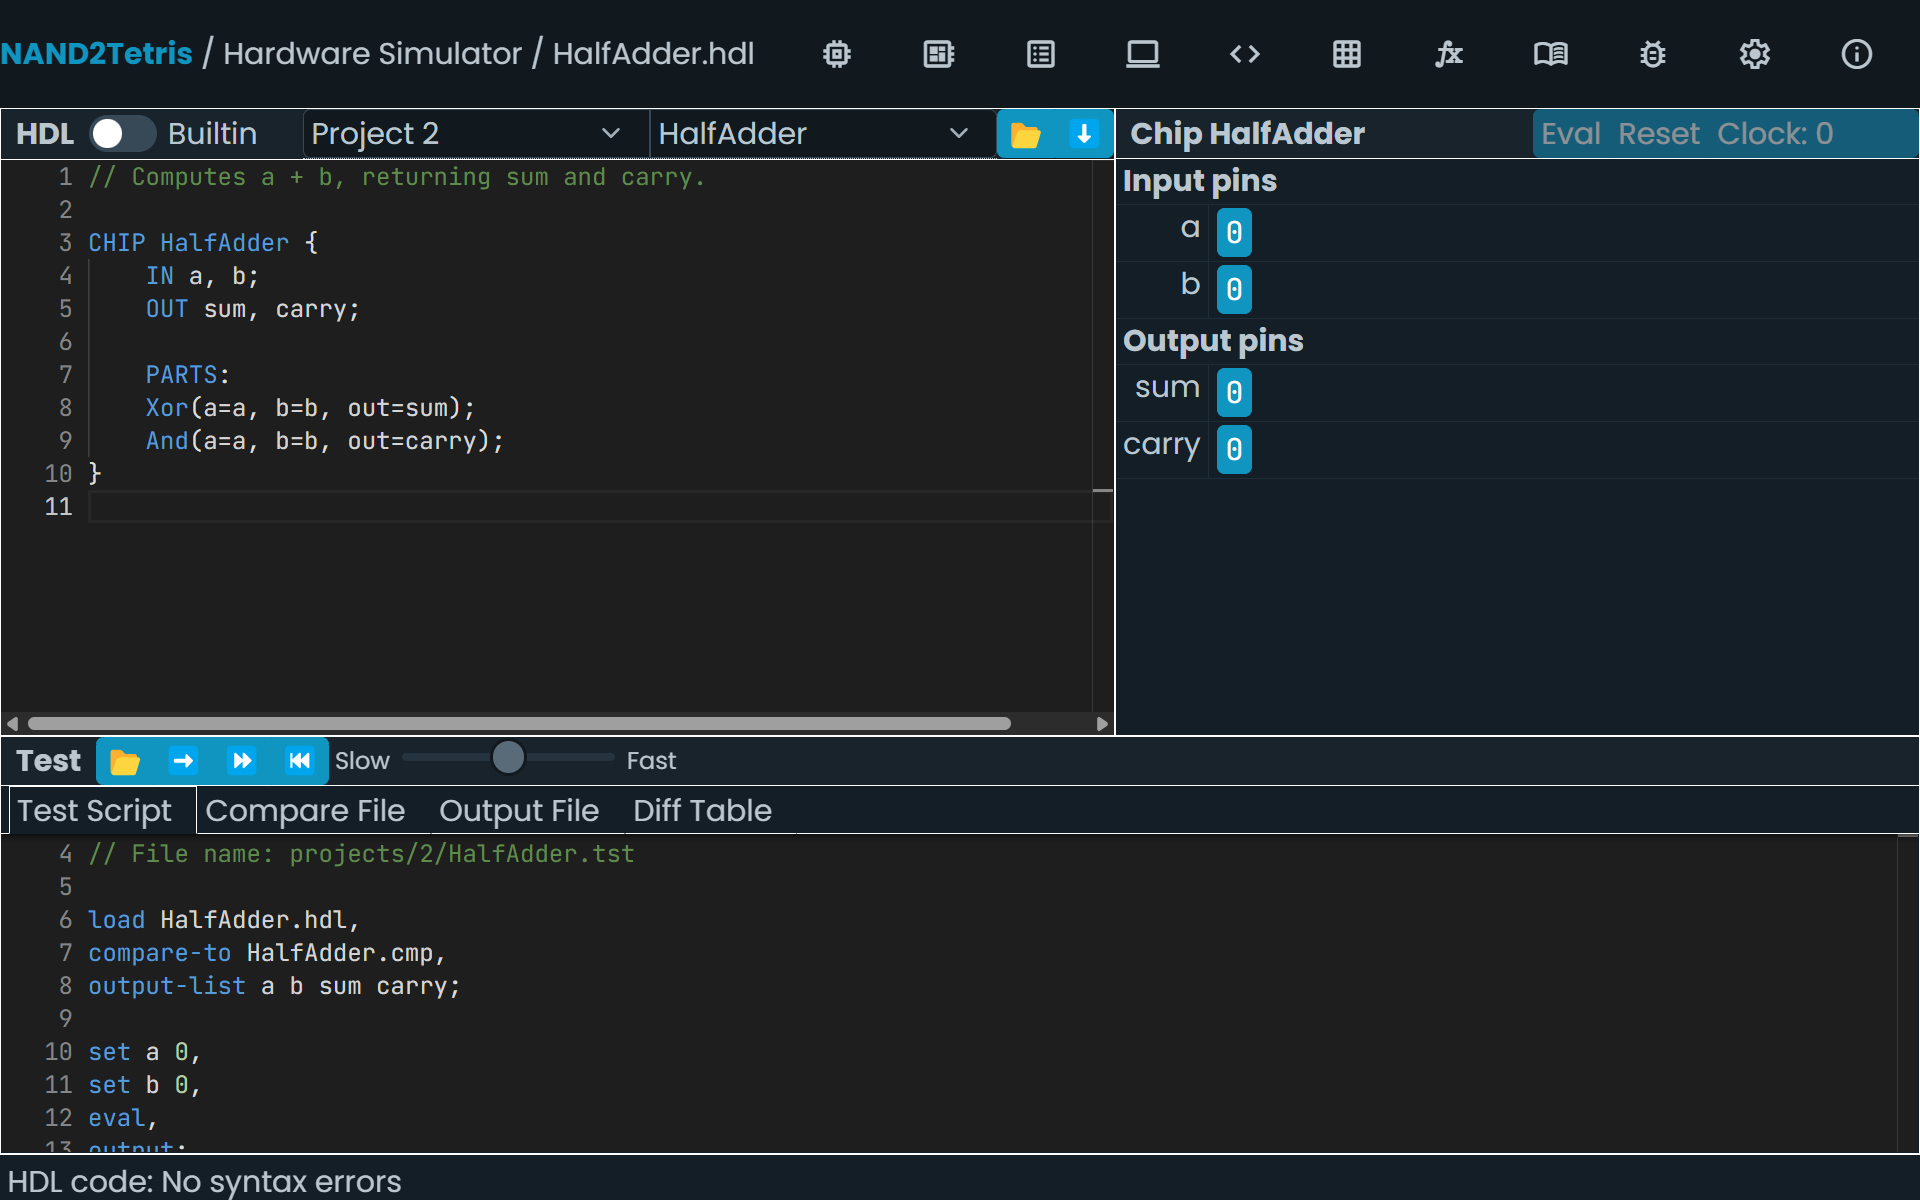 NAND2Tetris / Hardware Simulator / HalfAdder.hdl
HDL Builtin Project 2 HalfAdder
1 // Computes a + b, returning sum and carry.
2
3 CHIP HalfAdder {
4 IN a, b;
5 OUT sum, carry;
6
7 PARTS:
8 Xor(a=a, b=b, out=sum);
9 And(a=a, b=b, out=carry);
10 }
11
Chip HalfAdder Eval Reset Clock: 0
Input pins
a 0
b 0
Output pins
sum 0
carry 0
Test Slow Fast
Test Script Compare File Output File Diff Table
4 // File name: projects/2/HalfAdder.tst
5
6 load HalfAdder.hdl,
7 compare-to HalfAdder.cmp,
8 output-list a b sum carry;
9
10 set a 0,
11 set b 0,
12 eval,
13 output;
HDL code: No syntax errors